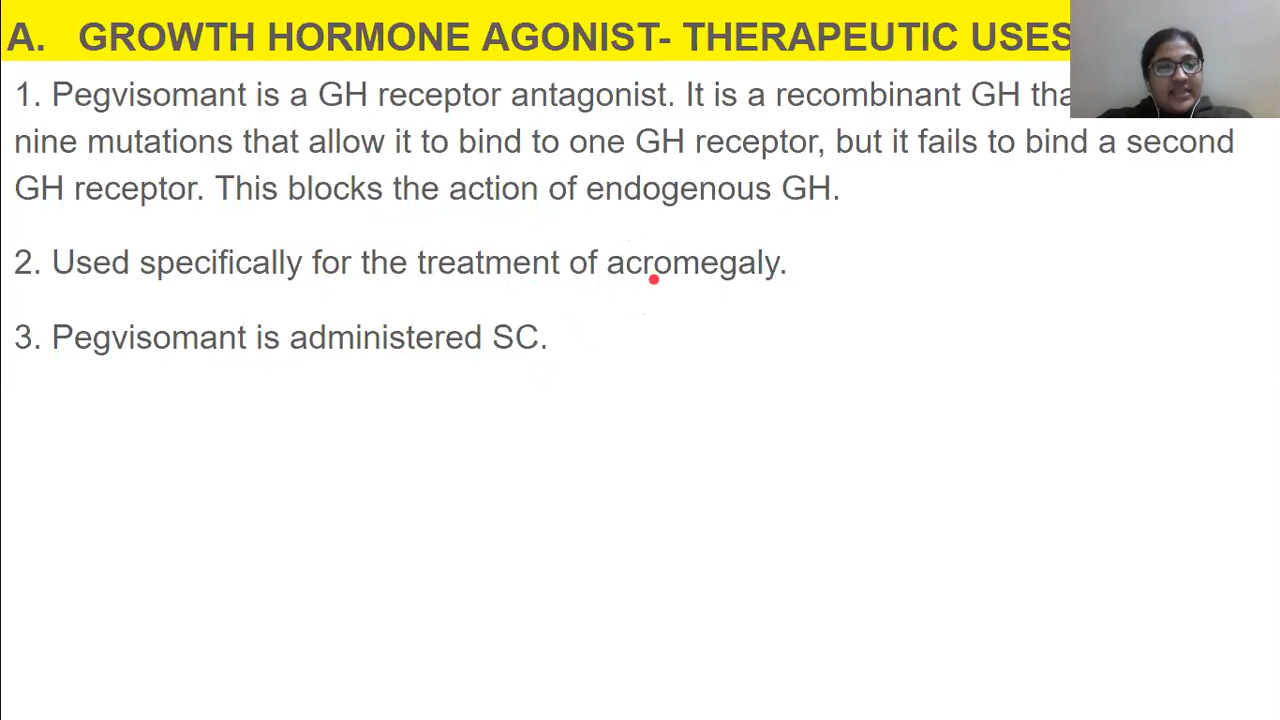 A. GROWTH HORMONE AGONIST- THERAPEUTIC USES
1. Pegvisomant is a GH receptor antagonist. It is a recombinant GH
nine mutations that allow it to bind to one GH receptor, but it fails to bind a second
GH receptor. This blocks the action of endogenous GH.
2. Used specifically for the treatment of acromegaly.
3. Pegvisomant is administered SC.